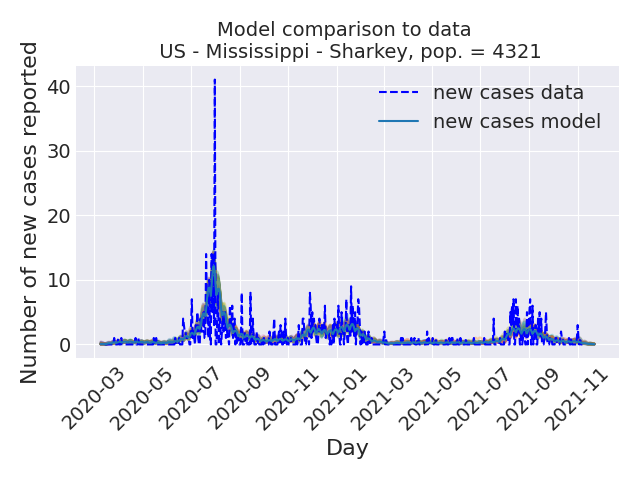 Model comparison to data
US - Mississippi - Sharkey, pop. = 4321
Number of new cases reported
40
30
20
10
0
new cases data
new cases model
2020-03
2020-05
2020-07
2020-09
2020-11
2021-01
2021-03
2021-05
2021-07
2021-09
2021-11
Day